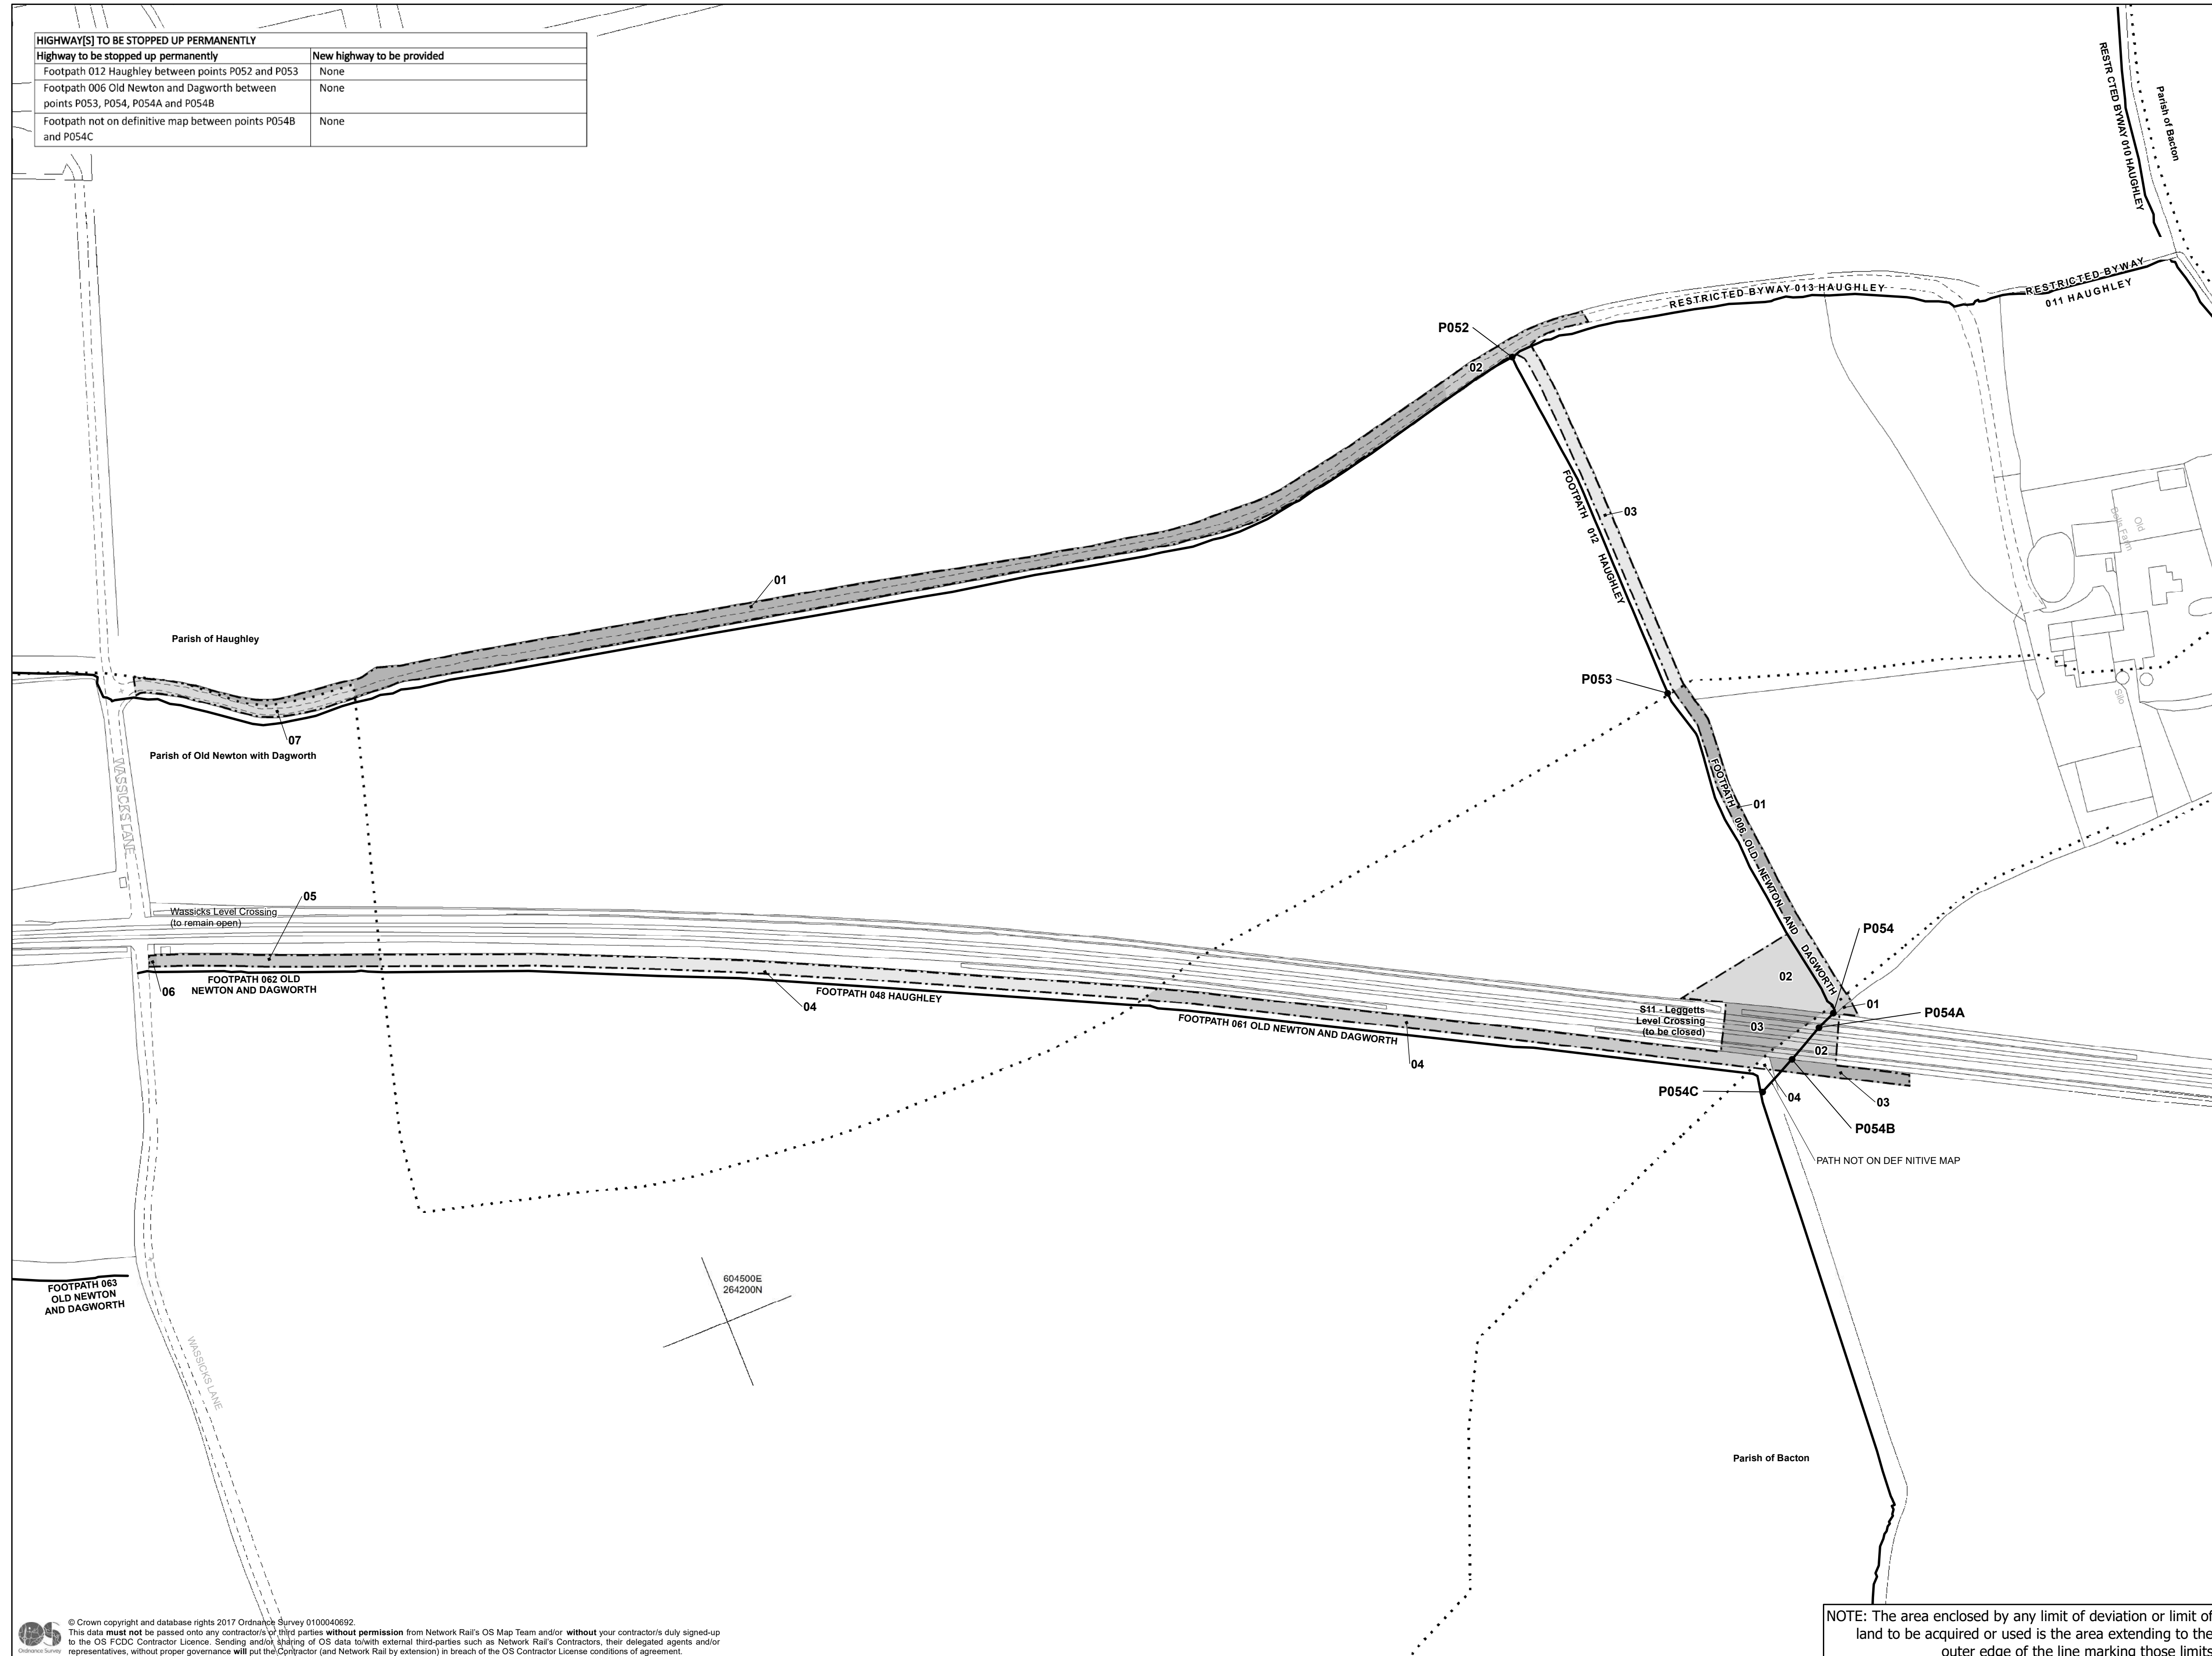 HIGHWAY[S] TO BE STOPPED UP PERMANENTLY
Highway to be stopped up permanently
New highway to be provided
Footpath 012 Haughley between points P052 and P053
None
Footpath 006 Old Newton and Dagworth between
points P053, P054, P054A and P054B
None
Footpath not on definitive map between points P054B
and P054C
None
RESTR CTED BYWAY 010 HAUGHLEY
Parish of Bacton
RESTRICTED BYWAY 013 HAUGHLEY
RESTRICTED BYWAY
011 HAUGHLEY
P052
02
FOOTPATH 012 HAUGHLEY
03
Old
Bells Farm
01
Parish of Haughley
P053
Silo
07
Parish of Old Newton with Dagworth
WASSICKS LANE
FOOTPATH 006 OLD NEWTON AND DAGWORTH
01
05
Wassicks Level Crossing
(to remain open)
P054
02
06
FOOTPATH 062 OLD
NEWTON AND DAGWORTH
04
FOOTPATH 048 HAUGHLEY
01
P054A
S11 - Leggetts
Level Crossing
(to be closed)
03
FOOTPATH 061 OLD NEWTON AND DAGWORTH
02
04
P054C
04
03
P054B
PATH NOT ON DEF NITIVE MAP
604500E
264200N
FOOTPATH 063
OLD NEWTON
AND DAGWORTH
WASSICKS LANE
Parish of Bacton
OS
Ordnance Survey
© Crown copyright and database rights 2017 Ordnance Survey 0100040692.
This data must not be passed onto any contractor/s or third parties without permission from Network Rail's OS Map Team and/or without your contractor/s duly signed-up
to the OS FCDC Contractor Licence. Sending and/or sharing of OS data to/with external third-parties such as Network Rail's Contractors, their delegated agents and/or
representatives, without proper governance will put the Contractor (and Network Rail by extension) in breach of the OS Contractor License conditions of agreement.
NOTE: The area enclosed by any limit of deviation or limit of
land to be acquired or used is the area extending to the
outer edge of the line marking those limits